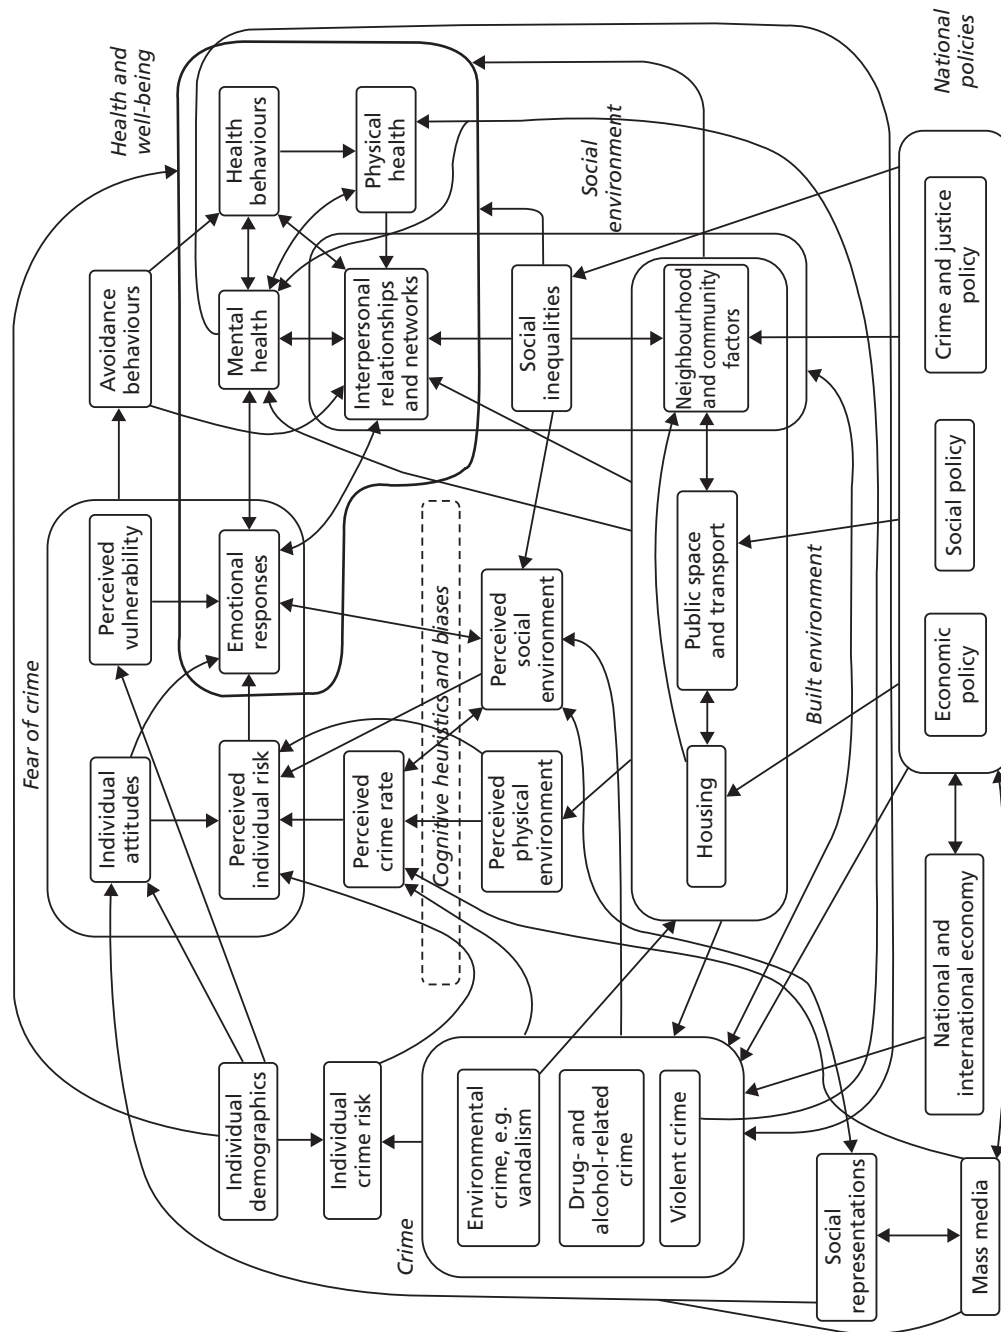 Health and
well-being
National
policies
Health
behaviours
Physical
health
Social
environment
Avoidance
behaviours
Mental
health
Interpersonal
relationships
and networks
Social
inequalities
Neighbourhood
and community
factors
Crime and justice
policy
Fear of crime
Perceived
vulnerability
Emotional
responses
Cognitive heuristics and biases
Perceived
social
environment
Public space
and transport
Built environment
Social policy
Individual
attitudes
Perceived
individual risk
Perceived
crime rate
Perceived
physical
environment
Housing
Economic
policy
Individual
demographics
Individual
crime risk
Crime
Environmental
crime, e.g.
vandalism
Drug- and
alcohol-related
crime
Violent crime
National and
international economy
Social
representations
Mass media